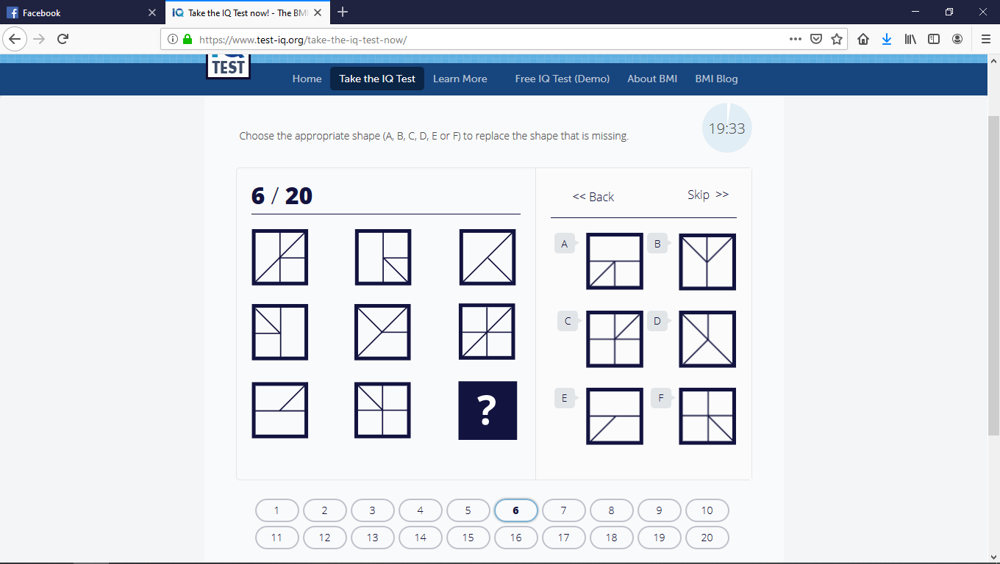 Facebook
iQ Take the IQ Test now! - The BMI
https://www.test-iq.org/take-the-iq-test-now/
TEST
Home Take the IQ Test Learn More Free IQ Test (Demo) About BMI BMI Blog
19:33
Choose the appropriate shape (A, B, C, D, E or F) to replace the shape that is missing.
6 / 20
<< Back Skip >>
A B
C D
E F
?
1 2 3 4 5 6 7 8 9 10
11 12 13 14 15 16 17 18 19 20